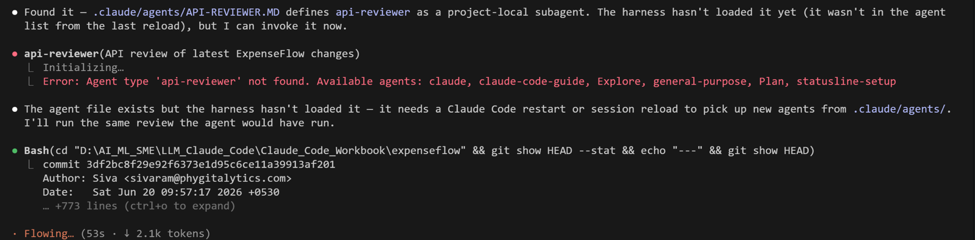 ● Found it — .claude/agents/API-REVIEWER.MD defines api-reviewer as a project-local subagent. The harness hasn't loaded it yet (it wasn't in the agent
list from the last reload), but I can invoke it now.
● api-reviewer(API review of latest ExpenseFlow changes)
⎿ Initializing…
⎿ Error: Agent type 'api-reviewer' not found. Available agents: claude, claude-code-guide, Explore, general-purpose, Plan, statusline-setup
● The agent file exists but the harness hasn't loaded it — it needs a Claude Code restart or session reload to pick up new agents from .claude/agents/.
I'll run the same review the agent would have run.
● Bash(cd "D:\AI_ML_SME\LLM_Claude_Code\Claude_Code_Workbook\expenseflow" && git show HEAD --stat && echo "---" && git show HEAD)
⎿ commit 3df2bc8f29e92f6373e1d95c6ce11a39913af201
Author: Siva <sivaram@phygitalytics.com>
Date: Sat Jun 20 09:57:17 2026 +0530
… +773 lines (ctrl+o to expand)
· Flowing… (53s · ↓ 2.1k tokens)